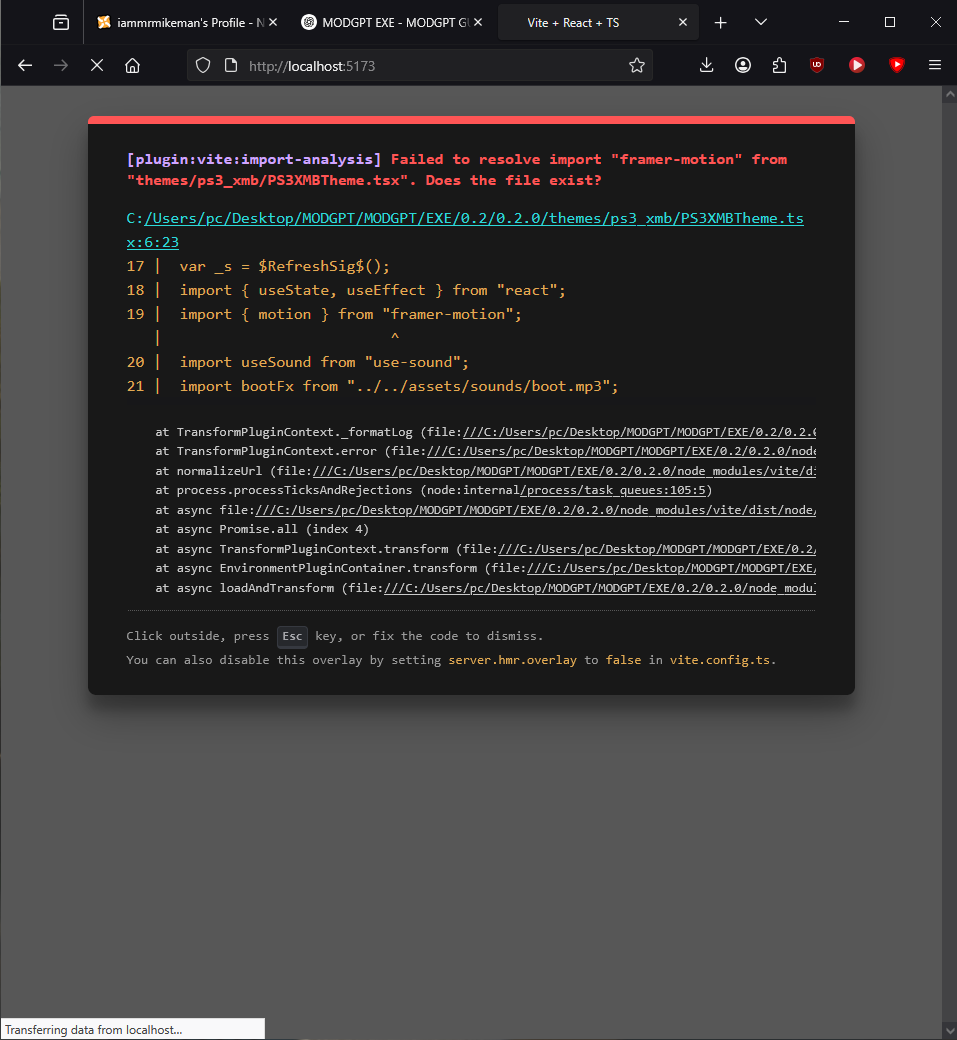 iammrmikeman's Profile - N
MODGPT EXE - MODGPT GU
Vite + React + TS
http://localhost:5173
[plugin:vite:import-analysis] Failed to resolve import "framer-motion" from
"themes/ps3_xmb/PS3XMBTheme.tsx". Does the file exist?
C:/Users/pc/Desktop/MODGPT/MODGPT/EXE/0.2/0.2.0/themes/ps3_xmb/PS3XMBTheme.ts
x:6:23
17 | var _s = $RefreshSig$();
18 | import { useState, useEffect } from "react";
19 | import { motion } from "framer-motion";
| ^
20 | import useSound from "use-sound";
21 | import bootFx from "../../assets/sounds/boot.mp3";
at TransformPluginContext._formatLog (file:///C:/Users/pc/Desktop/MODGPT/MODGPT/EXE/0.2/0.2.0
at TransformPluginContext.error (file:///C:/Users/pc/Desktop/MODGPT/MODGPT/EXE/0.2/0.2.0/node
at normalizeUrl (file:///C:/Users/pc/Desktop/MODGPT/MODGPT/EXE/0.2/0.2.0/node_modules/vite/di
at process.processTicksAndRejections (node:internal/process/task_queues:105:5)
at async file:///C:/Users/pc/Desktop/MODGPT/MODGPT/EXE/0.2/0.2.0/node_modules/vite/dist/node/
at async Promise.all (index 4)
at async TransformPluginContext.transform (file:///C:/Users/pc/Desktop/MODGPT/MODGPT/EXE/0.2/
at async EnvironmentPluginContainer.transform (file:///C:/Users/pc/Desktop/MODGPT/MODGPT/EXE/
at async loadAndTransform (file:///C:/Users/pc/Desktop/MODGPT/MODGPT/EXE/0.2/0.2.0/node_modul
Click outside, press Esc key, or fix the code to dismiss.
You can also disable this overlay by setting server.hmr.overlay to false in vite.config.ts.
Transferring data from localhost...